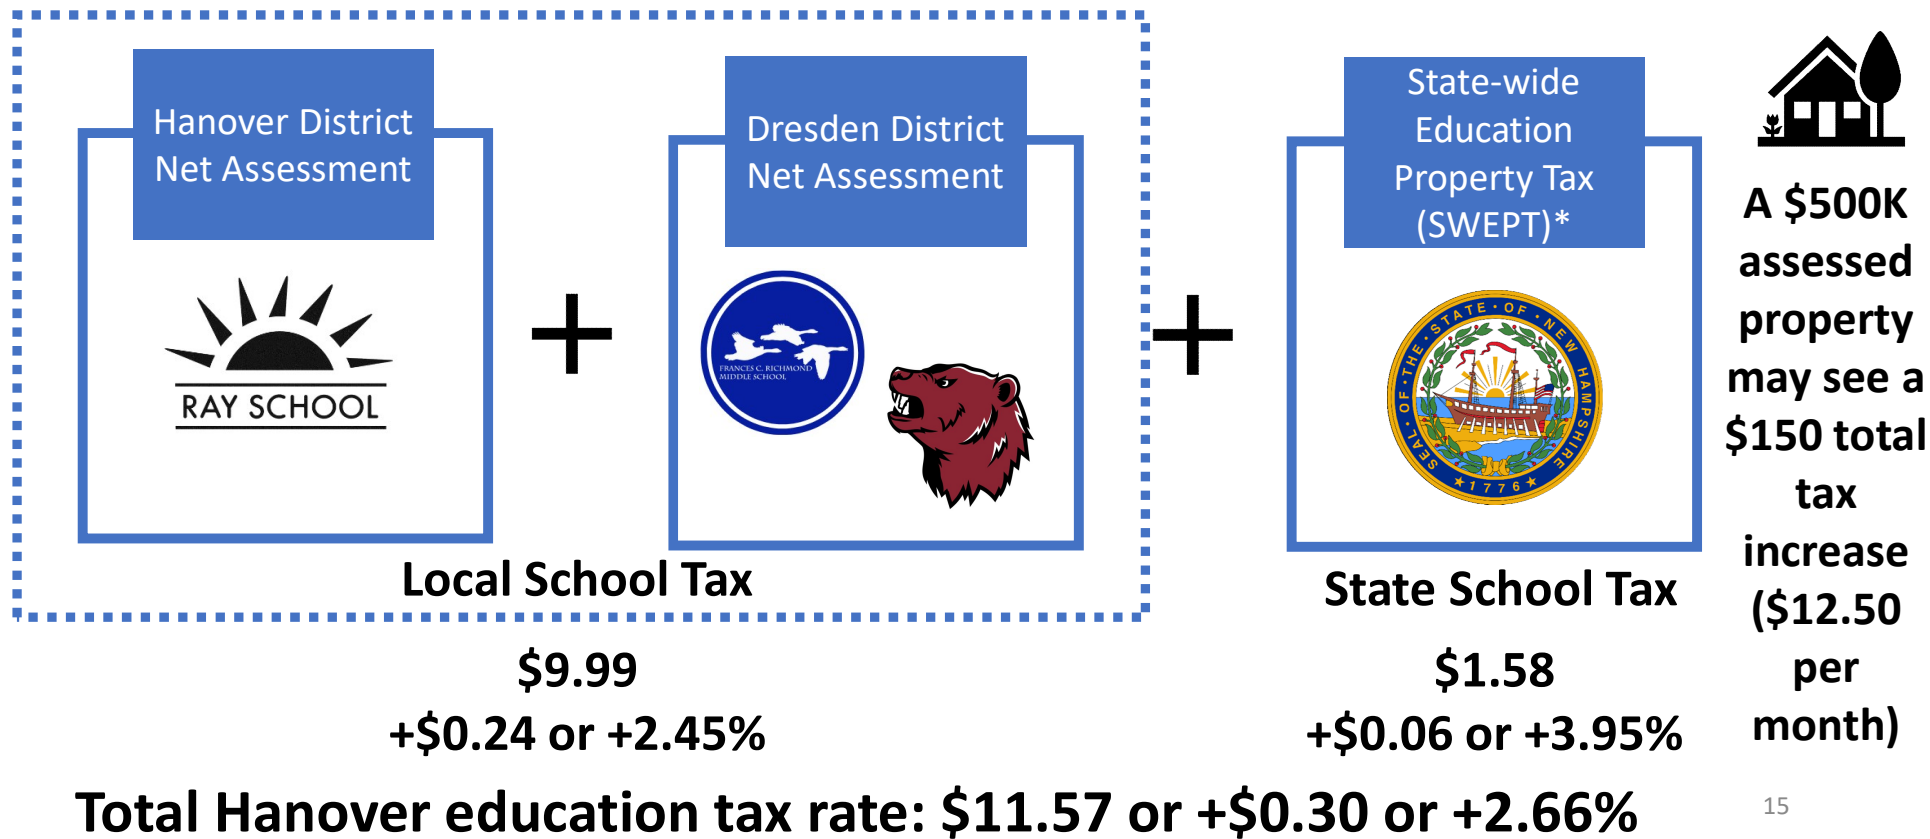 Hanover District
Net Assessment
RAY SCHOOL
Dresden District
Net Assessment
FRANCES C. RICHMOND
MIDDLE SCHOOL
Local School Tax
$9.99
+$0.24 or +2.45%
State-wide
Education
Property Tax
(SWEPT)*
SEAL · OF · THE · STATE · OF · NEW HAMPSHIRE
1776
State School Tax
$1.58
+$0.06 or +3.95%
A $500K
assessed
property
may see a
$150 total
tax
increase
($12.50
per
month)
Total Hanover education tax rate: $11.57 or +$0.30 or +2.66%
15